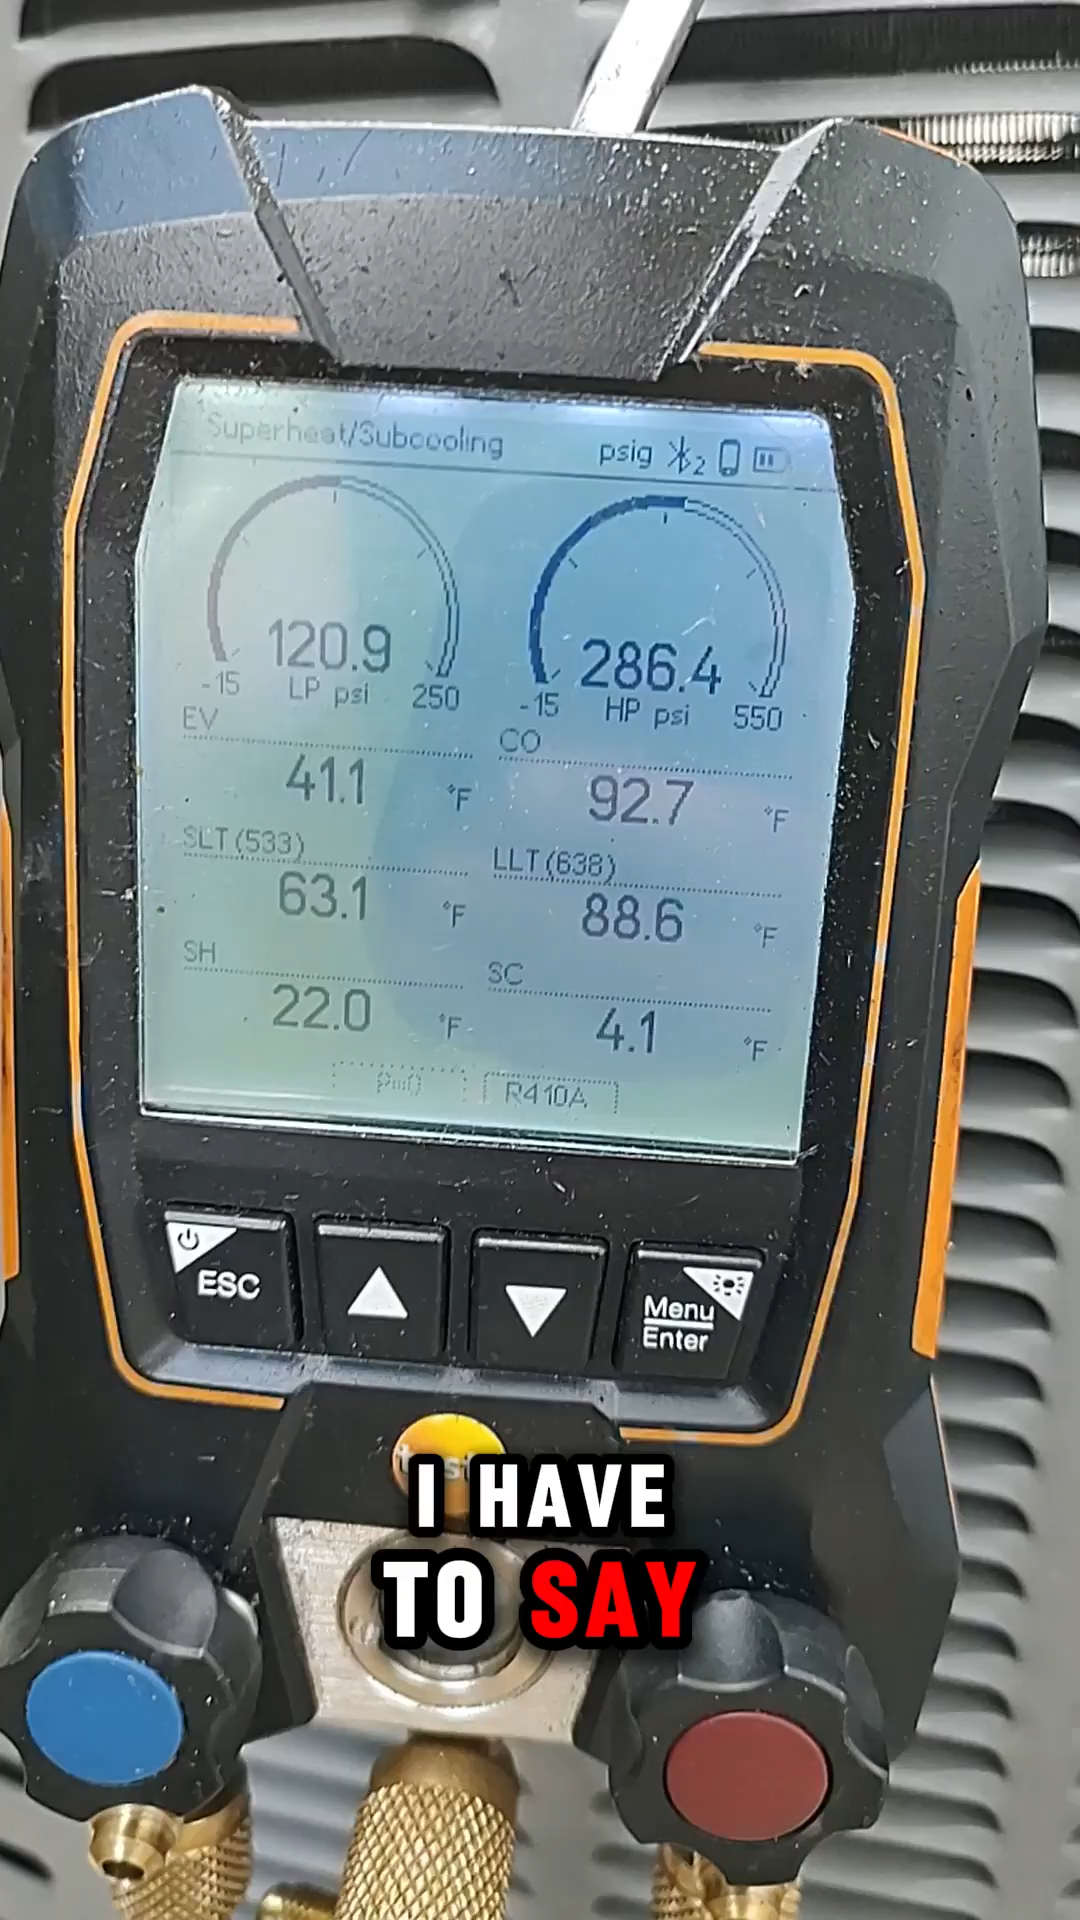 Superheat/Subcooling psig 2
120.9
-15 LP psi 250
286.4
-15 HP psi 550
EV
41.1 °F
CO
92.7 °F
SLT (533)
63.1 °F
LLT (638)
88.6 °F
SH
22.0 °F
SC
4.1 °F
P=0 R410A
ESC
Menu
Enter
I HAVE
TO SAY